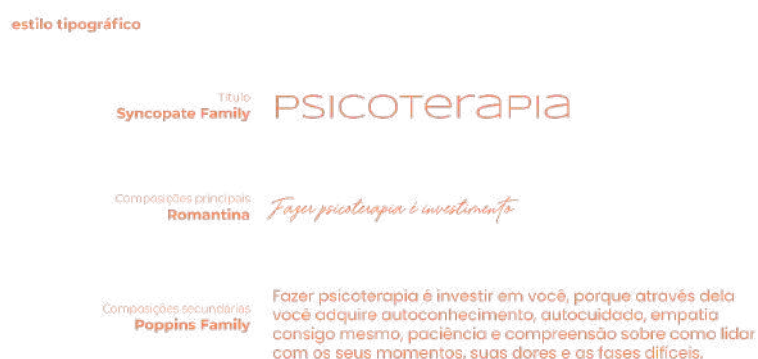 estilo tipográfico
Título
Syncopate Family
PSICOTeraPIa
Composições principais
Romantina
Fazer psicoterapia é investimento
Composições secundárias
Poppins Family
Fazer psicoterapia é investir em você, porque através dela
você adquire autoconhecimento, autocuidado, empatia
consigo mesmo, paciência e compreensão sobre como lidar
com os seus momentos, suas dores e as fases difíceis.